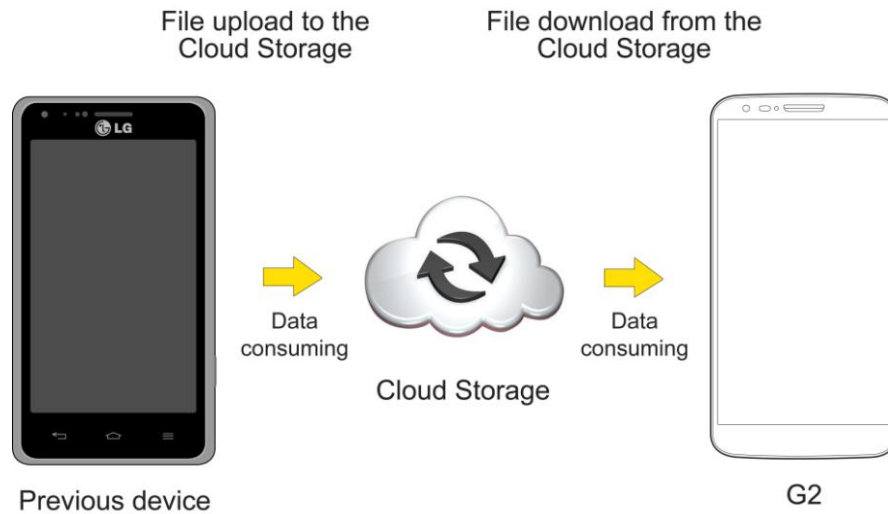 File upload to the
Cloud Storage
File download from the
Cloud Storage
LG
Data
consuming
Data
consuming
Cloud Storage
Previous device
G2